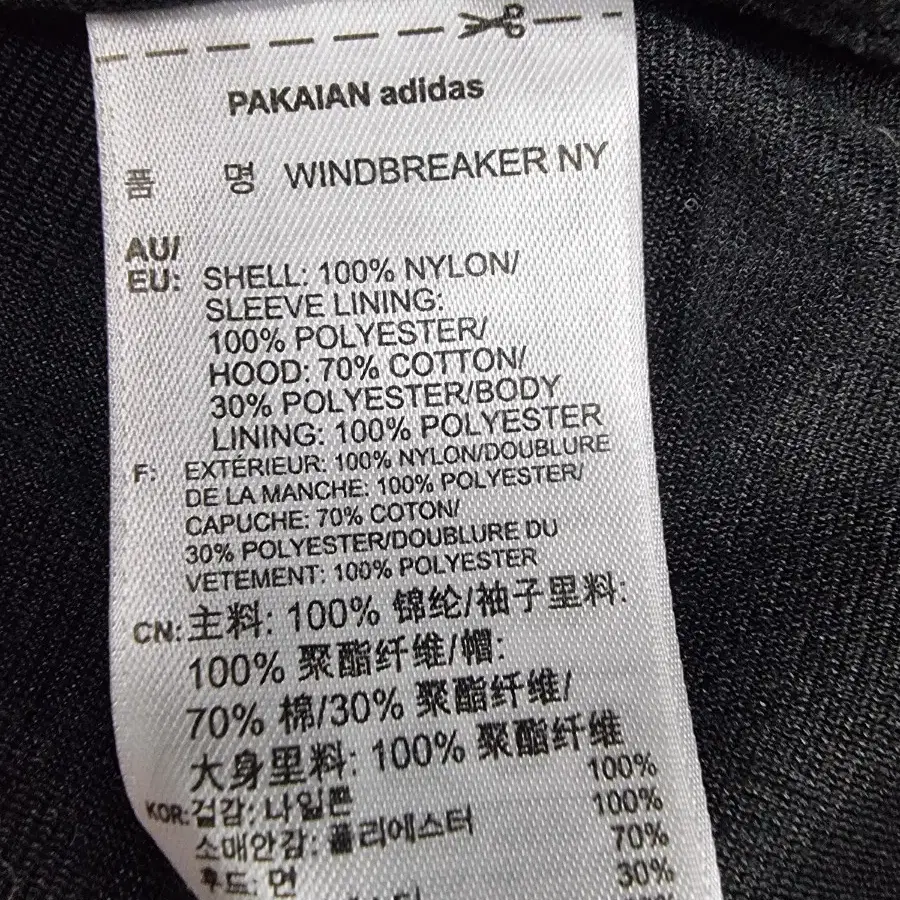 PAKAIAN adidas
품 명 WINDBREAKER NY
AU/
EU: SHELL: 100% NYLON/
SLEEVE LINING:
100% POLYESTER/
HOOD: 70% COTTON/
30% POLYESTER/BODY
LINING: 100% POLYESTER
F: EXTÉRIEUR: 100% NYLON/DOUBLURE
DE LA MANCHE: 100% POLYESTER/
CAPUCHE: 70% COTON/
30% POLYESTER/DOUBLURE DU
VETEMENT: 100% POLYESTER
CN: 主料: 100% 锦纶/袖子里料:
100% 聚酯纤维/帽:
70% 棉/30% 聚酯纤维/
大身里料: 100% 聚酯纤维
KOR: 겉감: 나일론 100%
소매안감: 폴리에스터 100%
후드: 면 70%
30%